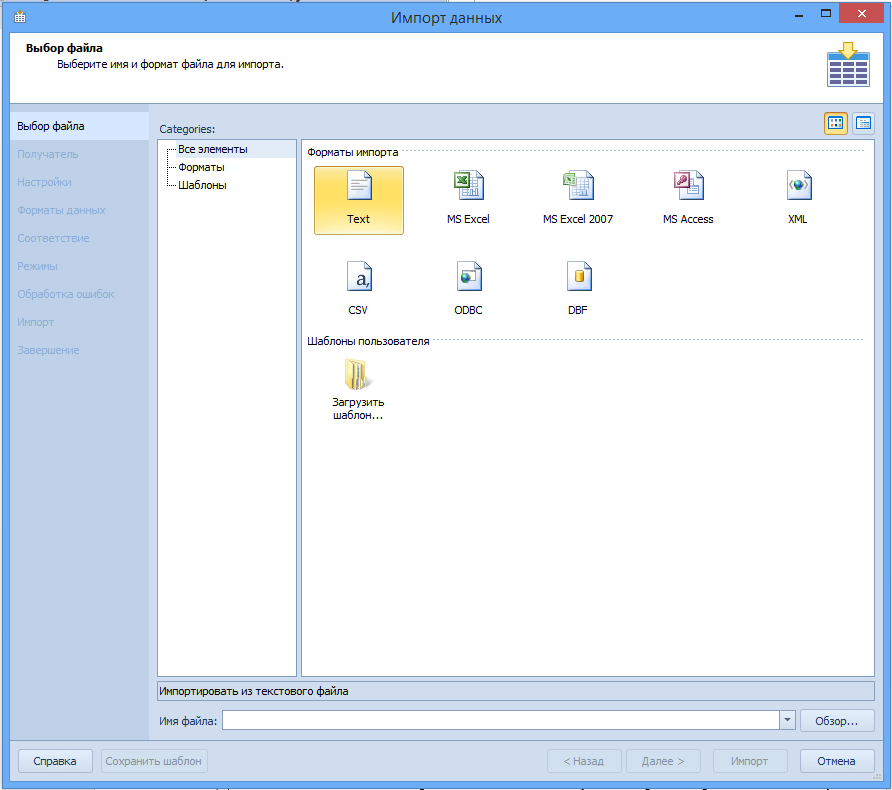 Импорт данных
Выбор файла
Выберите имя и формат файла для импорта.
Выбор файла
Получатель
Настройки
Форматы данных
Соответствие
Режимы
Обработка ошибок
Импорт
Завершение
Categories:
Все элементы
Форматы
Шаблоны
Форматы импорта
Text
MS Excel
MS Excel 2007
MS Access
XML
CSV
ODBC
DBF
Шаблоны пользователя
Загрузить
шаблон...
Импортировать из текстового файла
Имя файла:
Обзор...
Справка
Сохранить шаблон
< Назад
Далее >
Импорт
Отмена